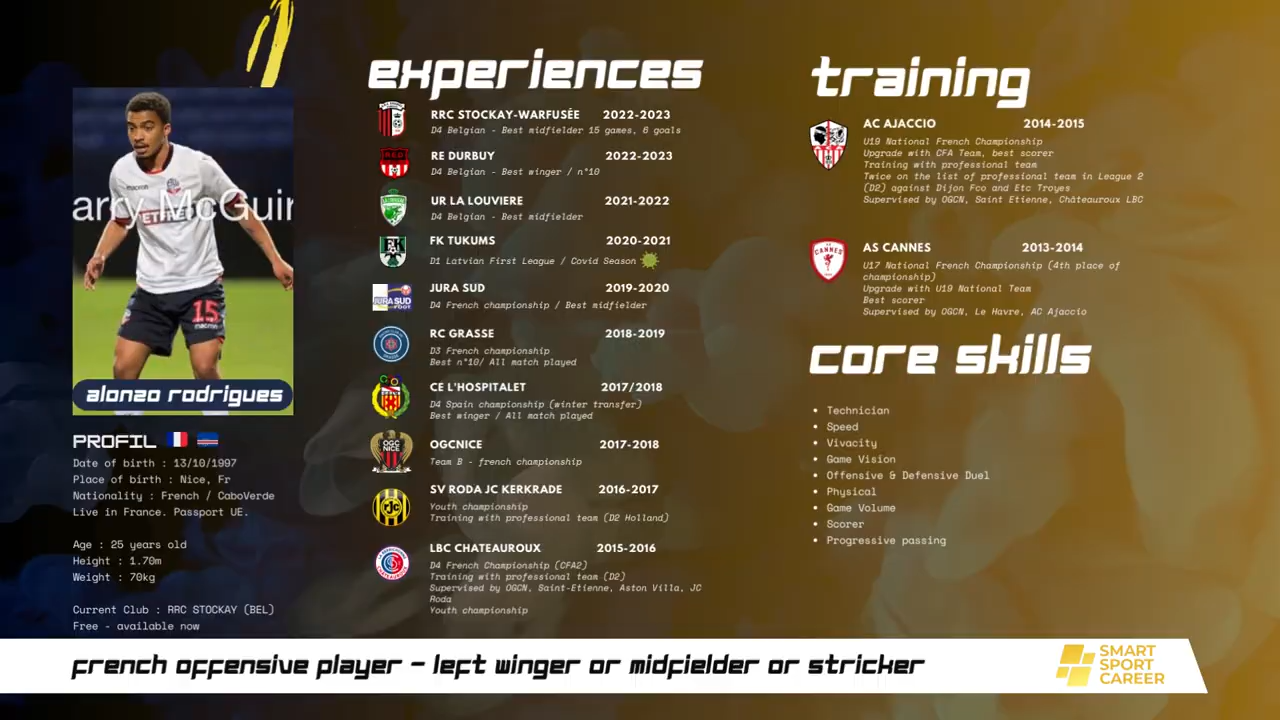 experiences
RRC STOCKAY-WARFUSÉE 2022-2023
D4 Belgian - Best midfielder 15 games, 6 goals
RE DURBUY 2022-2023
D4 Belgian - Best winger / n°10
UR LA LOUVIERE 2021-2022
D4 Belgian - Best midfielder
FK TUKUMS 2020-2021
D1 Latvian First League / Covid Season
JURA SUD 2019-2020
D4 French championship / Best midfielder
RC GRASSE 2018-2019
D3 French championship
Best n°10/ All match played
CE L'HOSPITALET 2017/2018
D4 Spain championship (winter transfer)
Best winger / All match played
OGCNICE 2017-2018
Team B - french championship
SV RODA JC KERKRADE 2016-2017
Youth championship
Training with professional team (D2 Holland)
LBC CHATEAUROUX 2015-2016
D4 French Championship (CFA2)
Training with professional team (D2)
Supervised by OGCN, Saint-Etienne, Aston Villa, JC
Roda
Youth championship
training
AC AJACCIO 2014-2015
U19 National French Championship
Upgrade with CFA Team, best scorer
Training with professional team
Twice on the list of professional team in League 2
(D2) against Dijon Fco and Etc Troyes
Supervised by OGCN, Saint Etienne, Châteauroux LBC
AS CANNES 2013-2014
U17 National French Championship (4th place of
championship)
Upgrade with U19 National Team
Best scorer
Supervised by OGCN, Le Havre, AC Ajaccio
core skills
• Technician
• Speed
• Vivacity
• Game Vision
• Offensive & Defensive Duel
• Physical
• Game Volume
• Scorer
• Progressive passing
macron
arry McGuir
ETFRED
15
macron
alonzo rodrigues
PROFIL
Date of birth : 13/10/1997
Place of birth : Nice, Fr
Nationality : French / CaboVerde
Live in France. Passport UE.
Age : 25 years old
Height : 1.70m
Weight : 70kg
Current Club : RRC STOCKAY (BEL)
Free - available now
OGC
NICE
CANNES
JURA SUD
french offensive player - left winger or midfielder or stricker
SMART
SPORT
CAREER